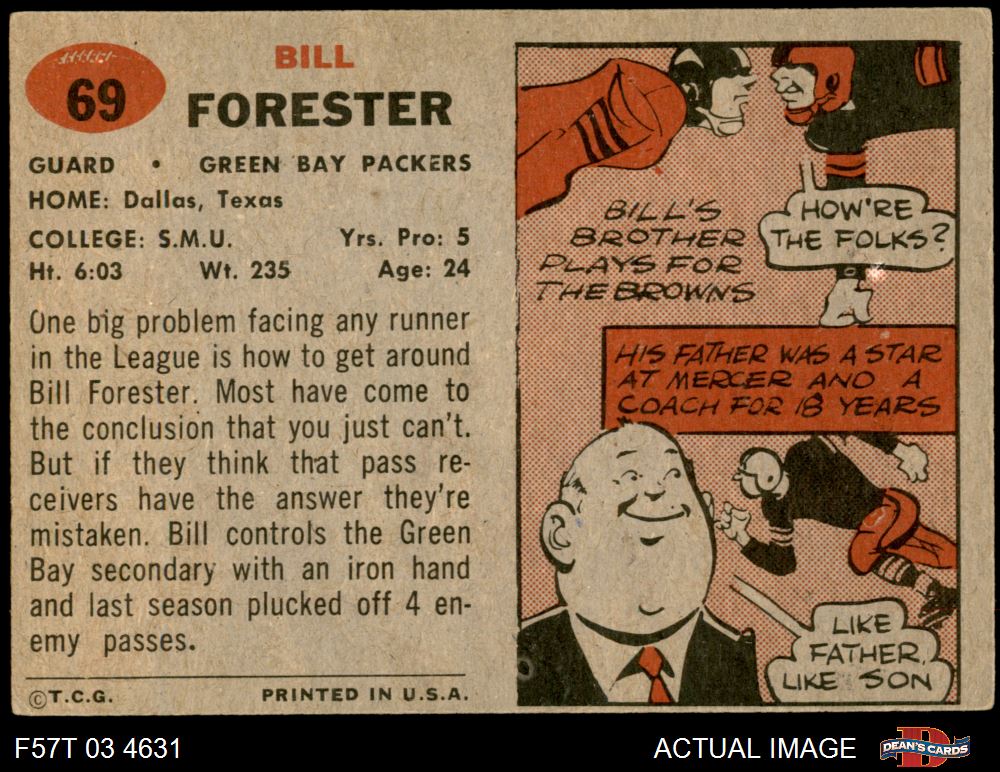 69
BILL
FORESTER
GUARD • GREEN BAY PACKERS
HOME: Dallas, Texas
COLLEGE: S.M.U. Yrs. Pro: 5
Ht. 6:03 Wt. 235 Age: 24
One big problem facing any runner
in the League is how to get around
Bill Forester. Most have come to
the conclusion that you just can't.
But if they think that pass re-
ceivers have the answer they're
mistaken. Bill controls the Green
Bay secondary with an iron hand
and last season plucked off 4 en-
emy passes.
©T.C.G. PRINTED IN U.S.A.
BILL'S
BROTHER
PLAYS FOR
THE BROWNS
HOW'RE
THE FOLKS?
HIS FATHER WAS A STAR
AT MERCER AND A
COACH FOR 18 YEARS
LIKE
FATHER,
LIKE SON
F57T 03 4631
ACTUAL IMAGE
D
DEAN'S CARDS